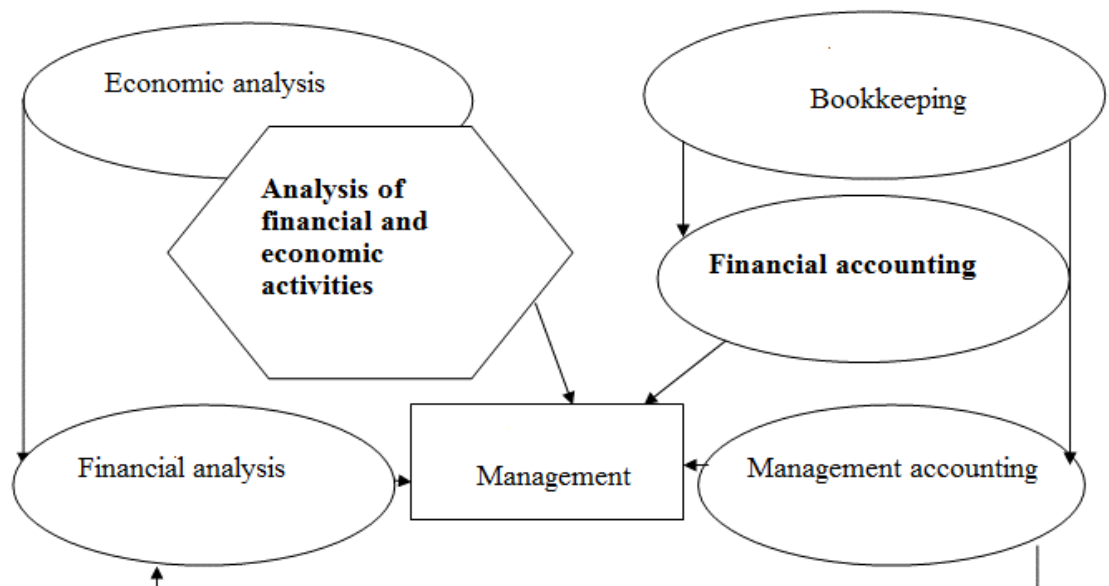 Economic analysis
Bookkeeping
Analysis of
financial and
economic
activities
Financial accounting
Financial analysis
Management
Management accounting